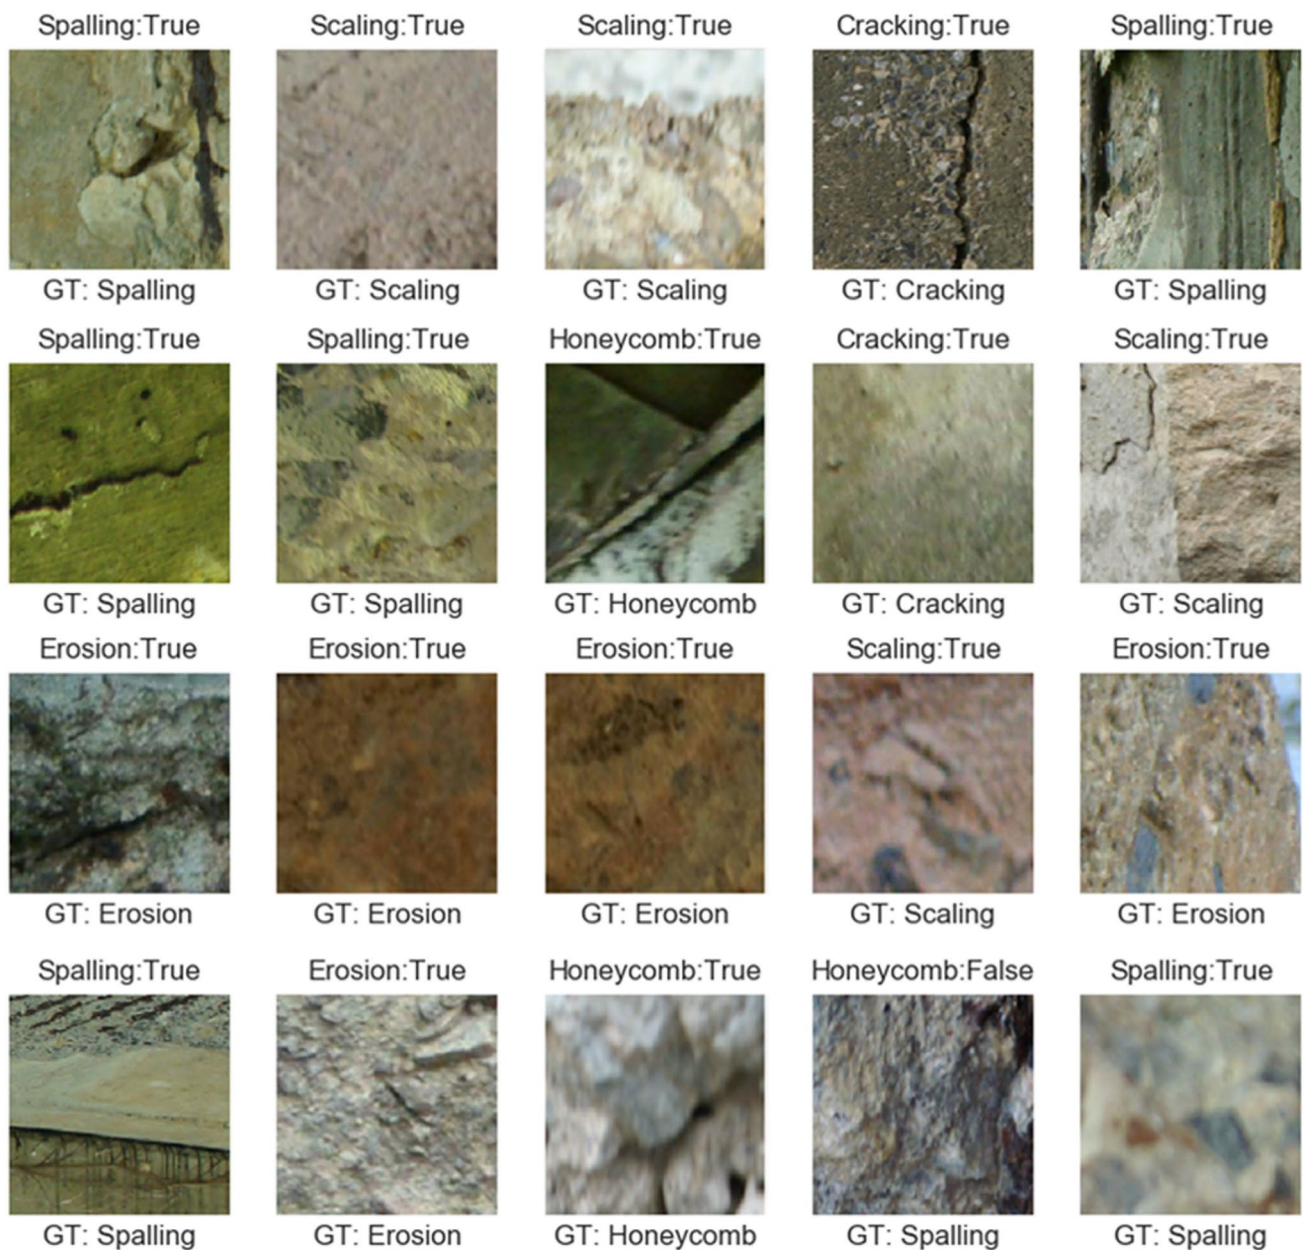 Spalling:True Scaling:True Scaling:True Cracking:True Spalling:True
GT: Spalling GT: Scaling GT: Scaling GT: Cracking GT: Spalling
Spalling:True Spalling:True Honeycomb:True Cracking:True Scaling:True
GT: Spalling GT: Spalling GT: Honeycomb GT: Cracking GT: Scaling
Erosion:True Erosion:True Erosion:True Scaling:True Erosion:True
GT: Erosion GT: Erosion GT: Erosion GT: Scaling GT: Erosion
Spalling:True Erosion:True Honeycomb:True Honeycomb:False Spalling:True
GT: Spalling GT: Erosion GT: Honeycomb GT: Spalling GT: Spalling